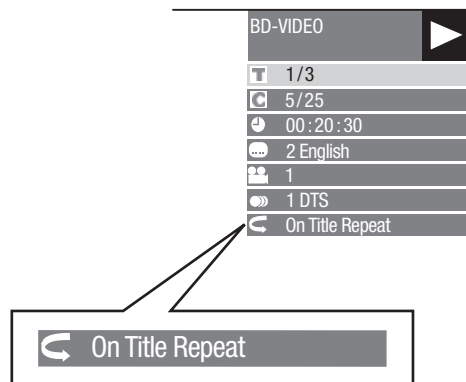 BD-VIDEO
T 1/3
C 5/25
00:20:30
2 English
1
1 DTS
On Title Repeat
On Title Repeat